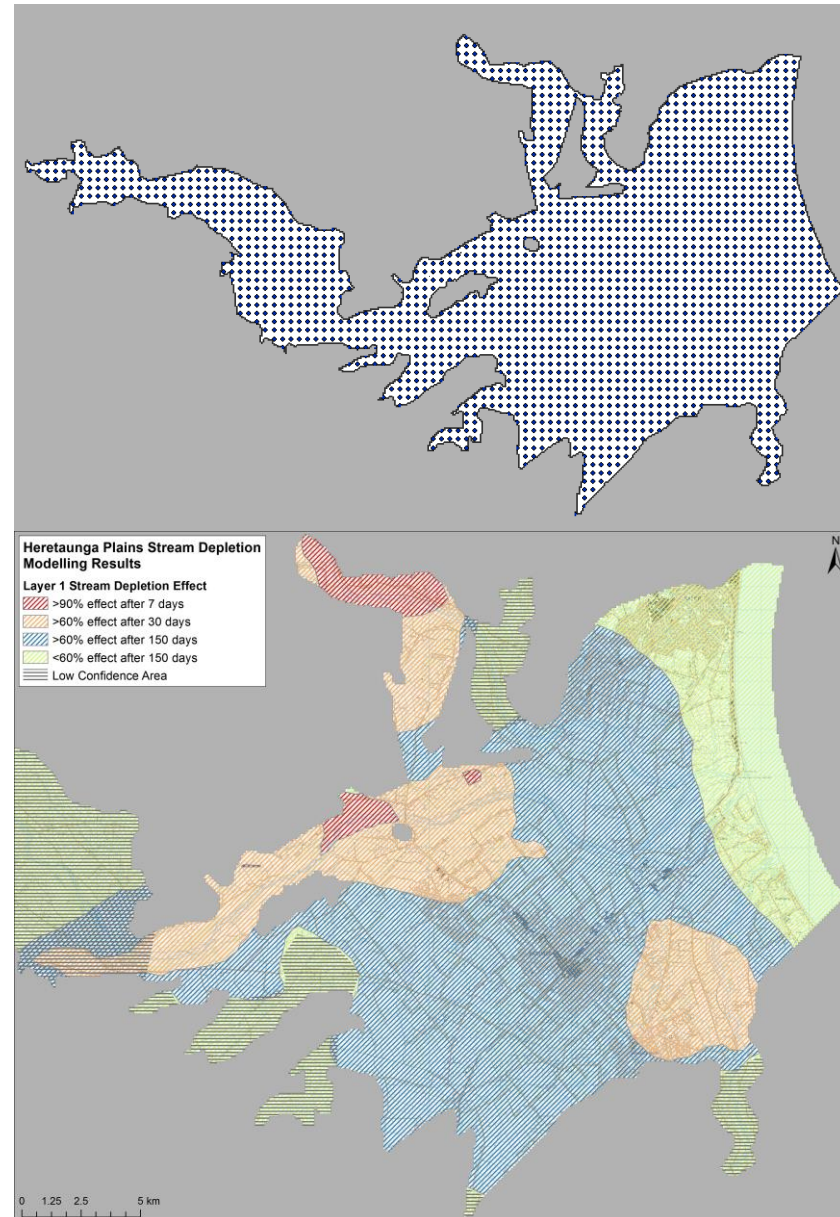 Heretaunga Plains Stream Depletion
Modelling Results
Layer 1 Stream Depletion Effect
>90% effect after 7 days
>60% effect after 30 days
>60% effect after 150 days
<60% effect after 150 days
Low Confidence Area
N
0 1.25 2.5 5 km